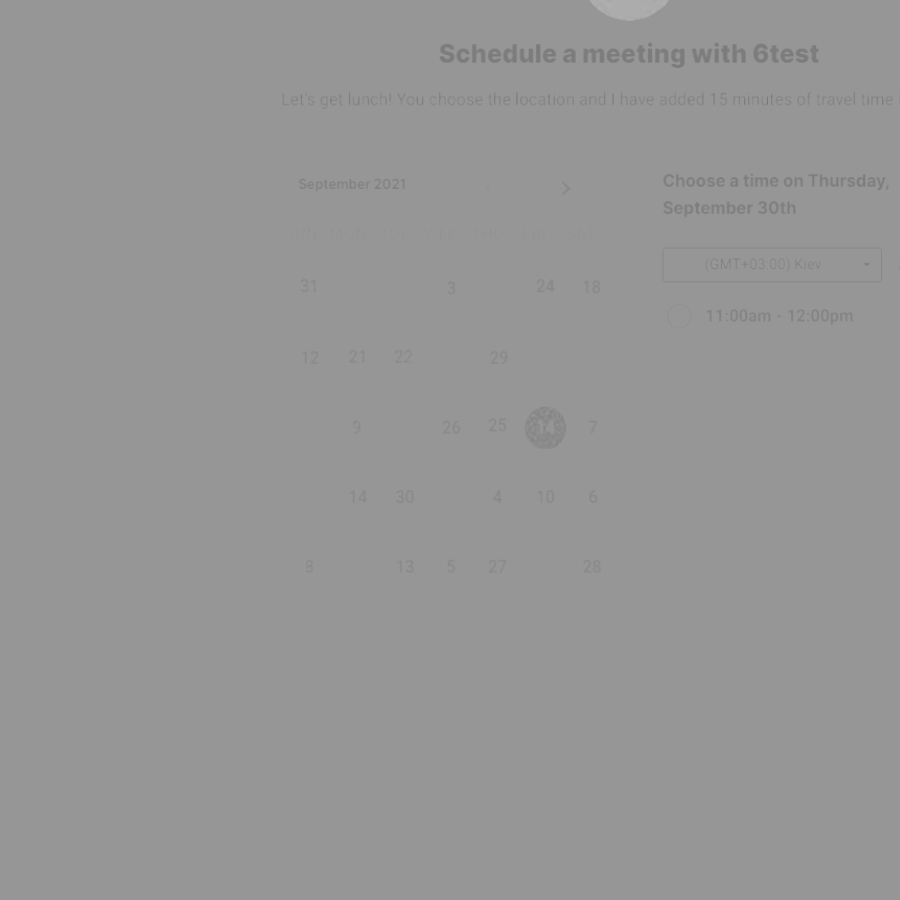 Schedule a meeting with 6test
Let's get lunch! You choose the location and I have added 15 minutes of travel time
September 2021
Choose a time on Thursday,
September 30th
(GMT+03:00) Kiev
11:00am - 12:00pm
31 3 24 18
12 21 22 29
9 26 25 14 7
14 30 4 10 6
8 13 5 27 28